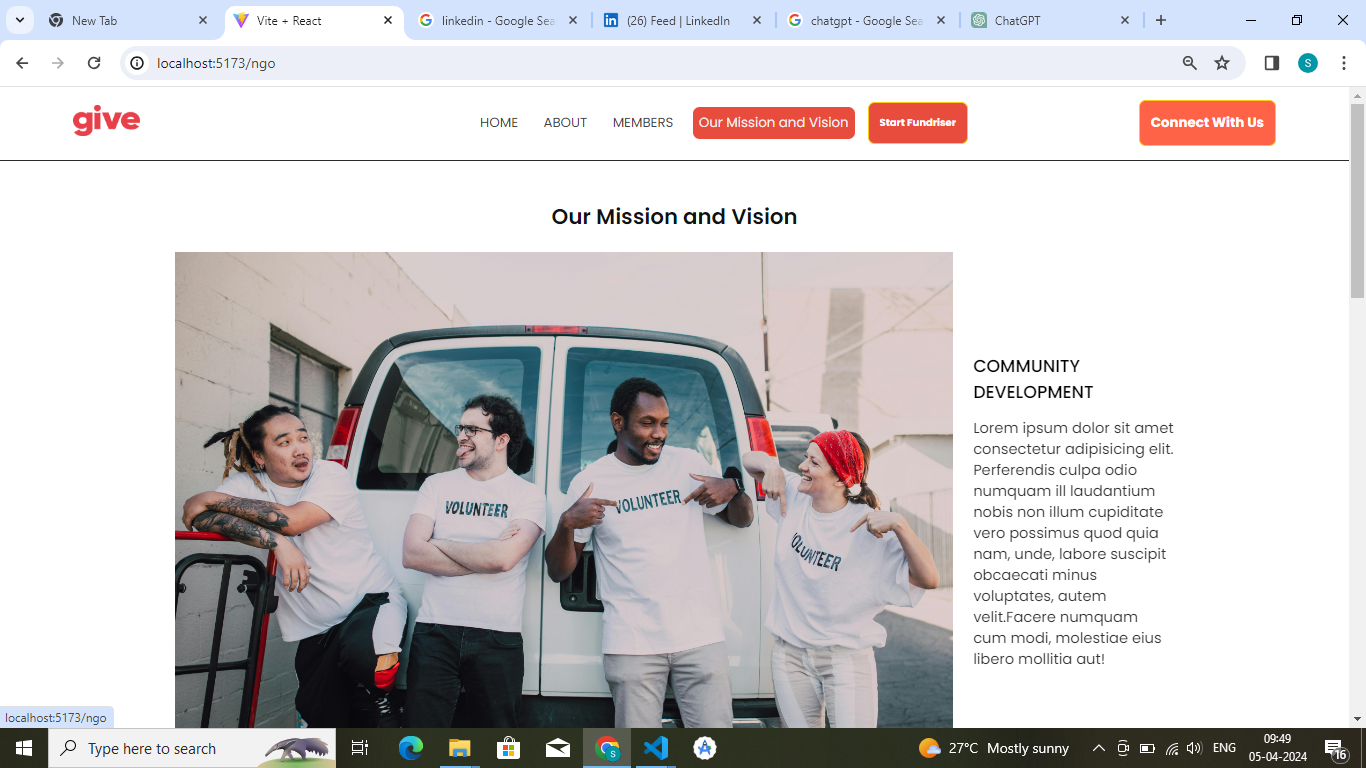 New Tab
Vite + React
linkedin - Google Sea
(26) Feed | LinkedIn
chatgpt - Google Sea
ChatGPT
localhost:5173/ngo
S
give
HOME
ABOUT
MEMBERS
Our Mission and Vision
Start Fundriser
Connect With Us
Our Mission and Vision
VOLUNTEER
VOLUNTEER
VOLUNTEER
COMMUNITY
DEVELOPMENT
Lorem ipsum dolor sit amet
consectetur adipisicing elit.
Perferendis culpa odio
numquam ill laudantium
nobis non illum cupiditate
vero possimus quod quia
nam, unde, labore suscipit
obcaecati minus
voluptates, autem
velit.Facere numquam
cum modi, molestiae eius
libero mollitia aut!
localhost:5173/ngo
Type here to search
27°C Mostly sunny
ENG
09:49
05-04-2024
16